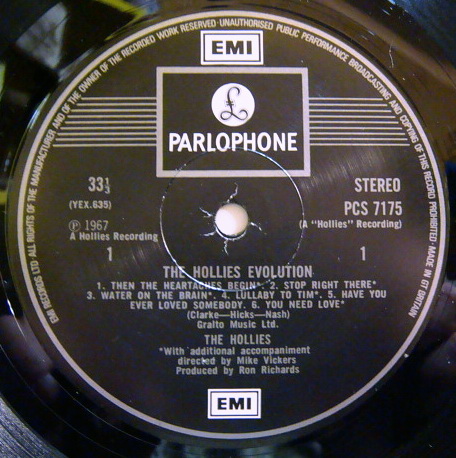 EMI RECORDS LTD ALL RIGHTS OF THE MANUFACTURER AND OF THE OWNER OF THE RECORDED WORK RESERVED·UNAUTHORISED PUBLIC PERFORMANCE BROADCASTING AND COPYING OF THIS RECORD PROHIBITED·MADE IN GT BRITAIN
EMI
£
PARLOPHONE
33⅓
STEREO
(YEX.635)
PCS 7175
℗ 1967
A Hollies Recording
(A "Hollies" Recording)
1
1
THE HOLLIES EVOLUTION
1. THEN THE HEARTACHES BEGIN*. 2. STOP RIGHT THERE*
3. WATER ON THE BRAIN*. 4. LULLABY TO TIM*. 5. HAVE YOU
EVER LOVED SOMEBODY. 6. YOU NEED LOVE*
(Clarke—Hicks—Nash)
Gralto Music Ltd.
THE HOLLIES
*With additional accompaniment
directed by Mike Vickers
Produced by Ron Richards
EMI